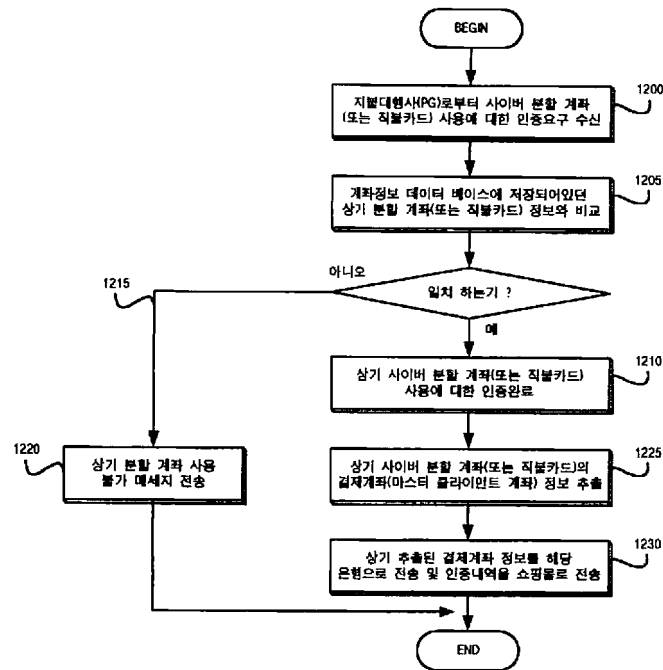 BEGIN
1200
지불대행사(PG)로부터 사이버 분할 계좌
(또는 직불카드) 사용에 대한 인증요구 수신
1205
계좌정보 데이터 베이스에 저장되어있던
상기 분할 계좌(또는 직불카드) 정보와 비교
아니오
1215
일치 하는가 ?
예
1210
상기 사이버 분할 계좌(또는 직불카드)
사용에 대한 인증완료
1220
상기 분할 계좌 사용
불가 메세지 전송
1225
상기 사이버 분할 계좌(또는 직불카드)의
결제계좌(마스터 클라이언트 계좌) 정보 추출
1230
상기 추출된 결제계좌 정보를 해당
은행으로 전송 및 인증내역을 쇼핑몰로 전송
END